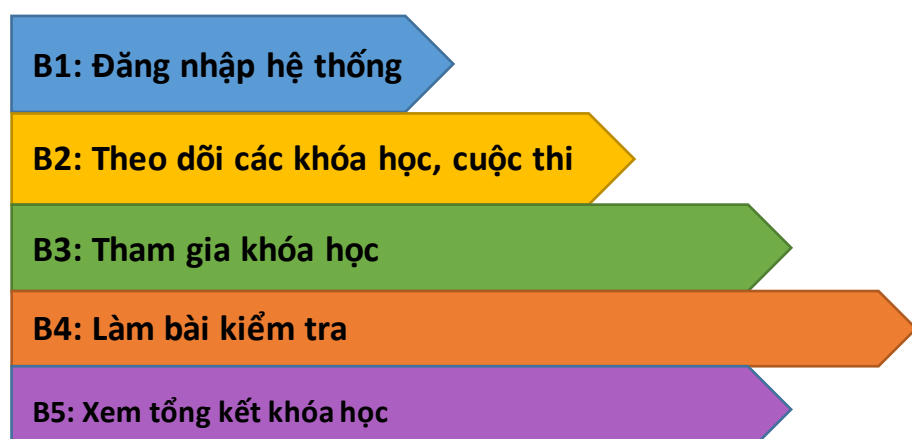 B1: Đăng nhập hệ thống
B2: Theo dõi các khóa học, cuộc thi
B3: Tham gia khóa học
B4: Làm bài kiểm tra
B5: Xem tổng kết khóa học